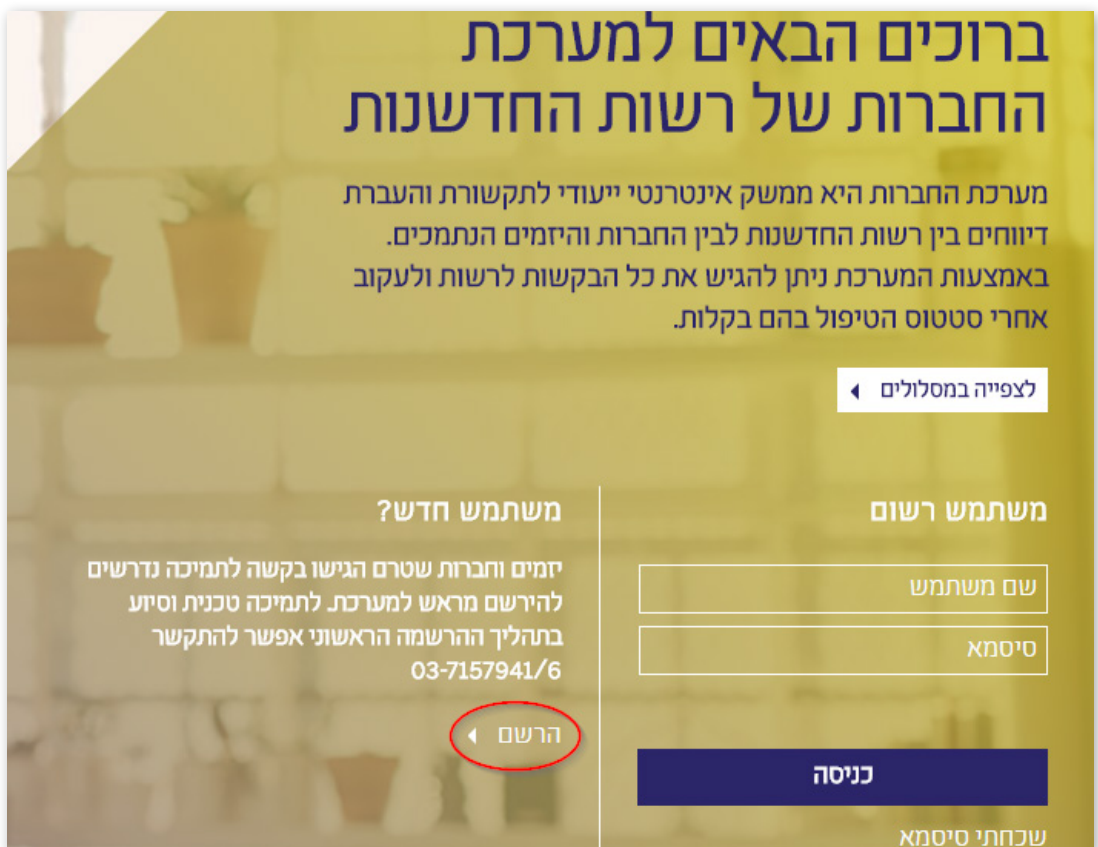 ברוכים הבאים למערכת
החברות של רשות החדשנות
מערכת החברות היא ממשק אינטרנטי ייעודי לתקשורת והעברת
דיווחים בין רשות החדשנות לבין החברות והיזמים הנתמכים.
באמצעות המערכת ניתן להגיש את כל הבקשות לרשות ולעקוב
אחרי סטטוס הטיפול בהם בקלות.
לצפייה במסלולים
משתמש רשום
שם משתמש
סיסמא
כניסה
שכחתי סיסמא
משתמש חדש?
יזמים וחברות שטרם הגישו בקשה לתמיכה נדרשים
להירשם מראש למערכת. לתמיכה טכנית וסיוע
בתהליך ההרשמה הראשוני אפשר להתקשר
03-7157941/6
הרשם